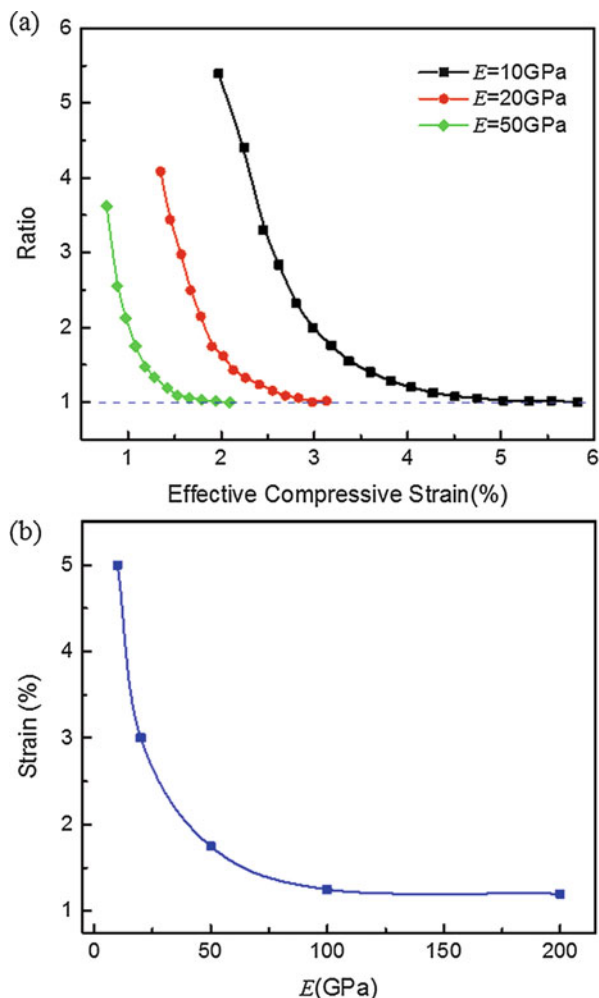 (a)
6
5
4
3
2
1
Ratio
E=10GPa
E=20GPa
E=50GPa
1 2 3 4 5 6
Effective Compressive Strain(%)
(b)
5
4
3
2
1
Strain (%)
0 50 100 150 200
E(GPa)